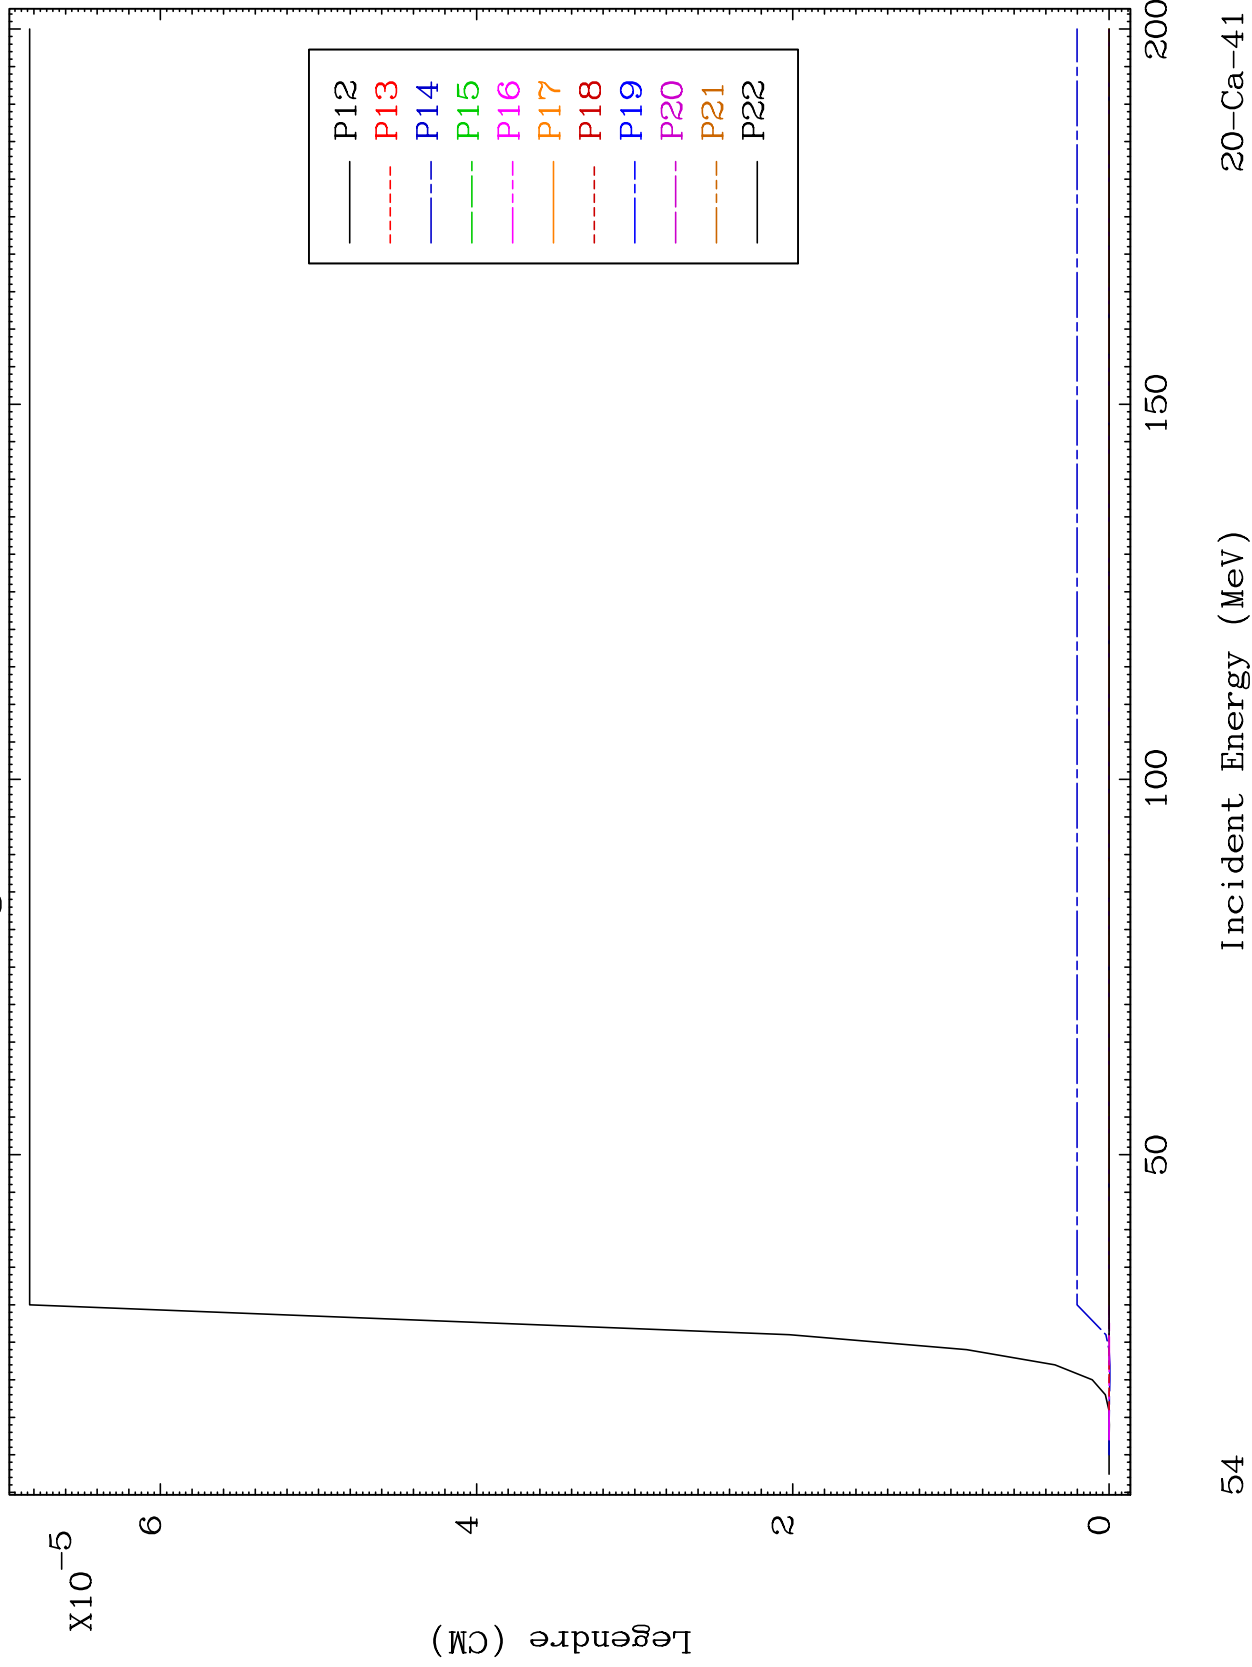 X10-5
6
4
2
0
Legendre (CM)
P12
P13
P14
P15
P16
P17
P18
P19
P20
P21
P22
50
100
150
200
Incident Energy (MeV)
54
20-Ca-41